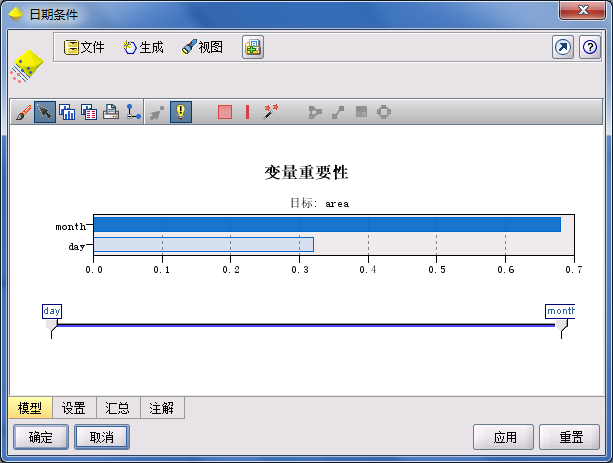 日期条件
文件 生成 视图
变量重要性
目标: area
month
day
0.0 0.1 0.2 0.3 0.4 0.5 0.6 0.7
day month
模型 设置 汇总 注解
确定 取消 应用 重置